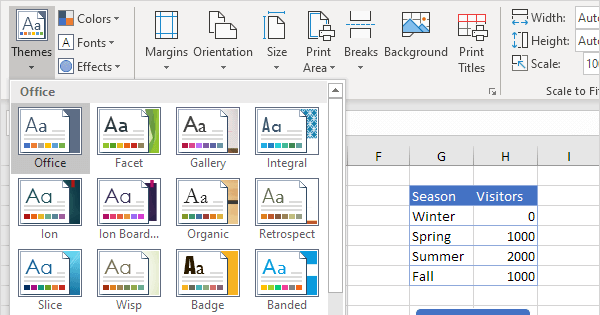 Themes
Colors
Fonts
Effects
Margins
Orientation
Size
Print Area
Breaks
Background
Print Titles
Width: Auto
Height: Auto
Scale: 10
Scale to Fi
Office
Aa Aa Aa Aa
Office Facet Gallery Integral
Aa Aa Aa Aa
Ion Ion Board... Organic Retrospect
Aa Aa Aa Aa
Slice Wisp Badge Banded
F G H I
Season Visitors
Winter 0
Spring 1000
Summer 2000
Fall 1000